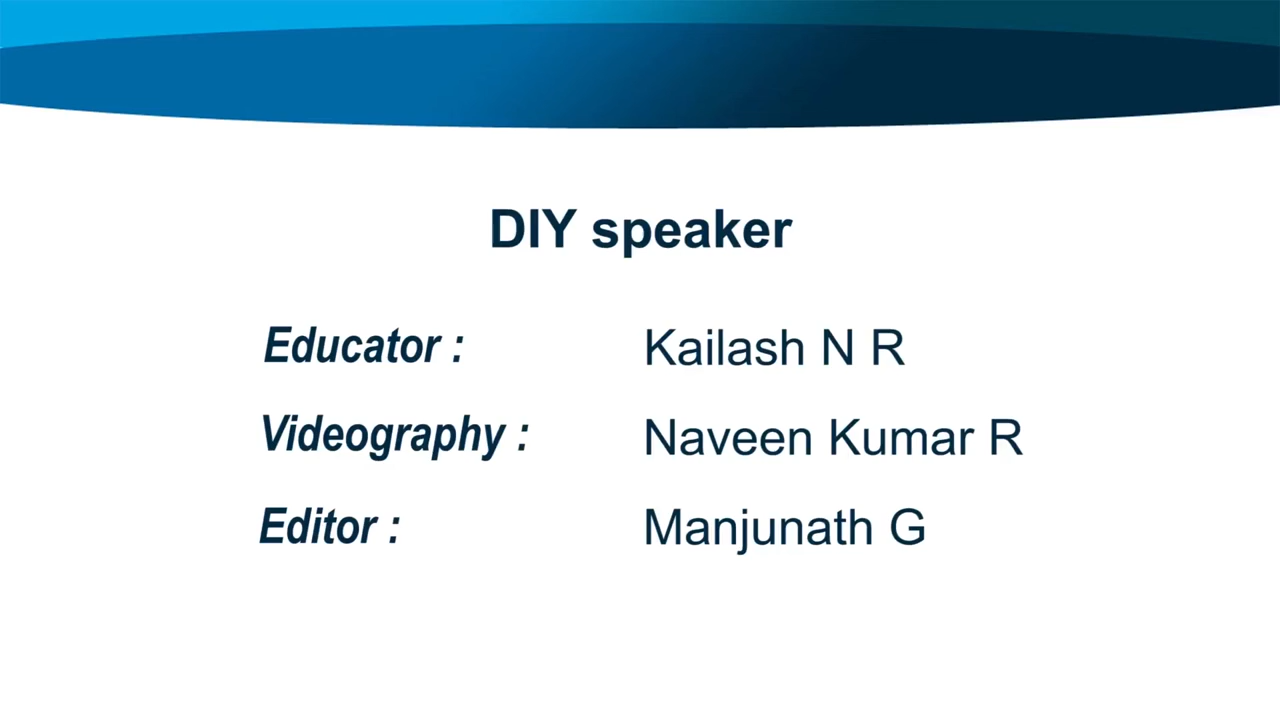 DIY speaker
Educator : Kailash N R
Videography : Naveen Kumar R
Editor : Manjunath G